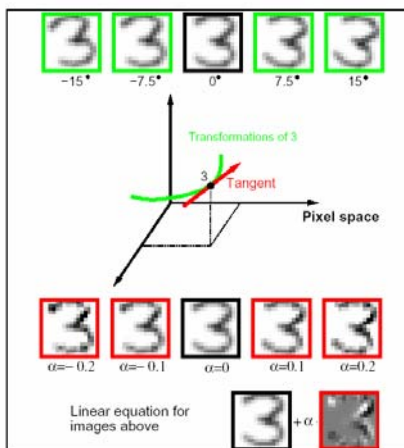 −15° −7.5° 0° 7.5° 15°
Transformations of 3
3
Tangent
Pixel space
α=− 0.2 α=− 0.1 α=0 α=0.1 α=0.2
Linear equation for
images above
+ α